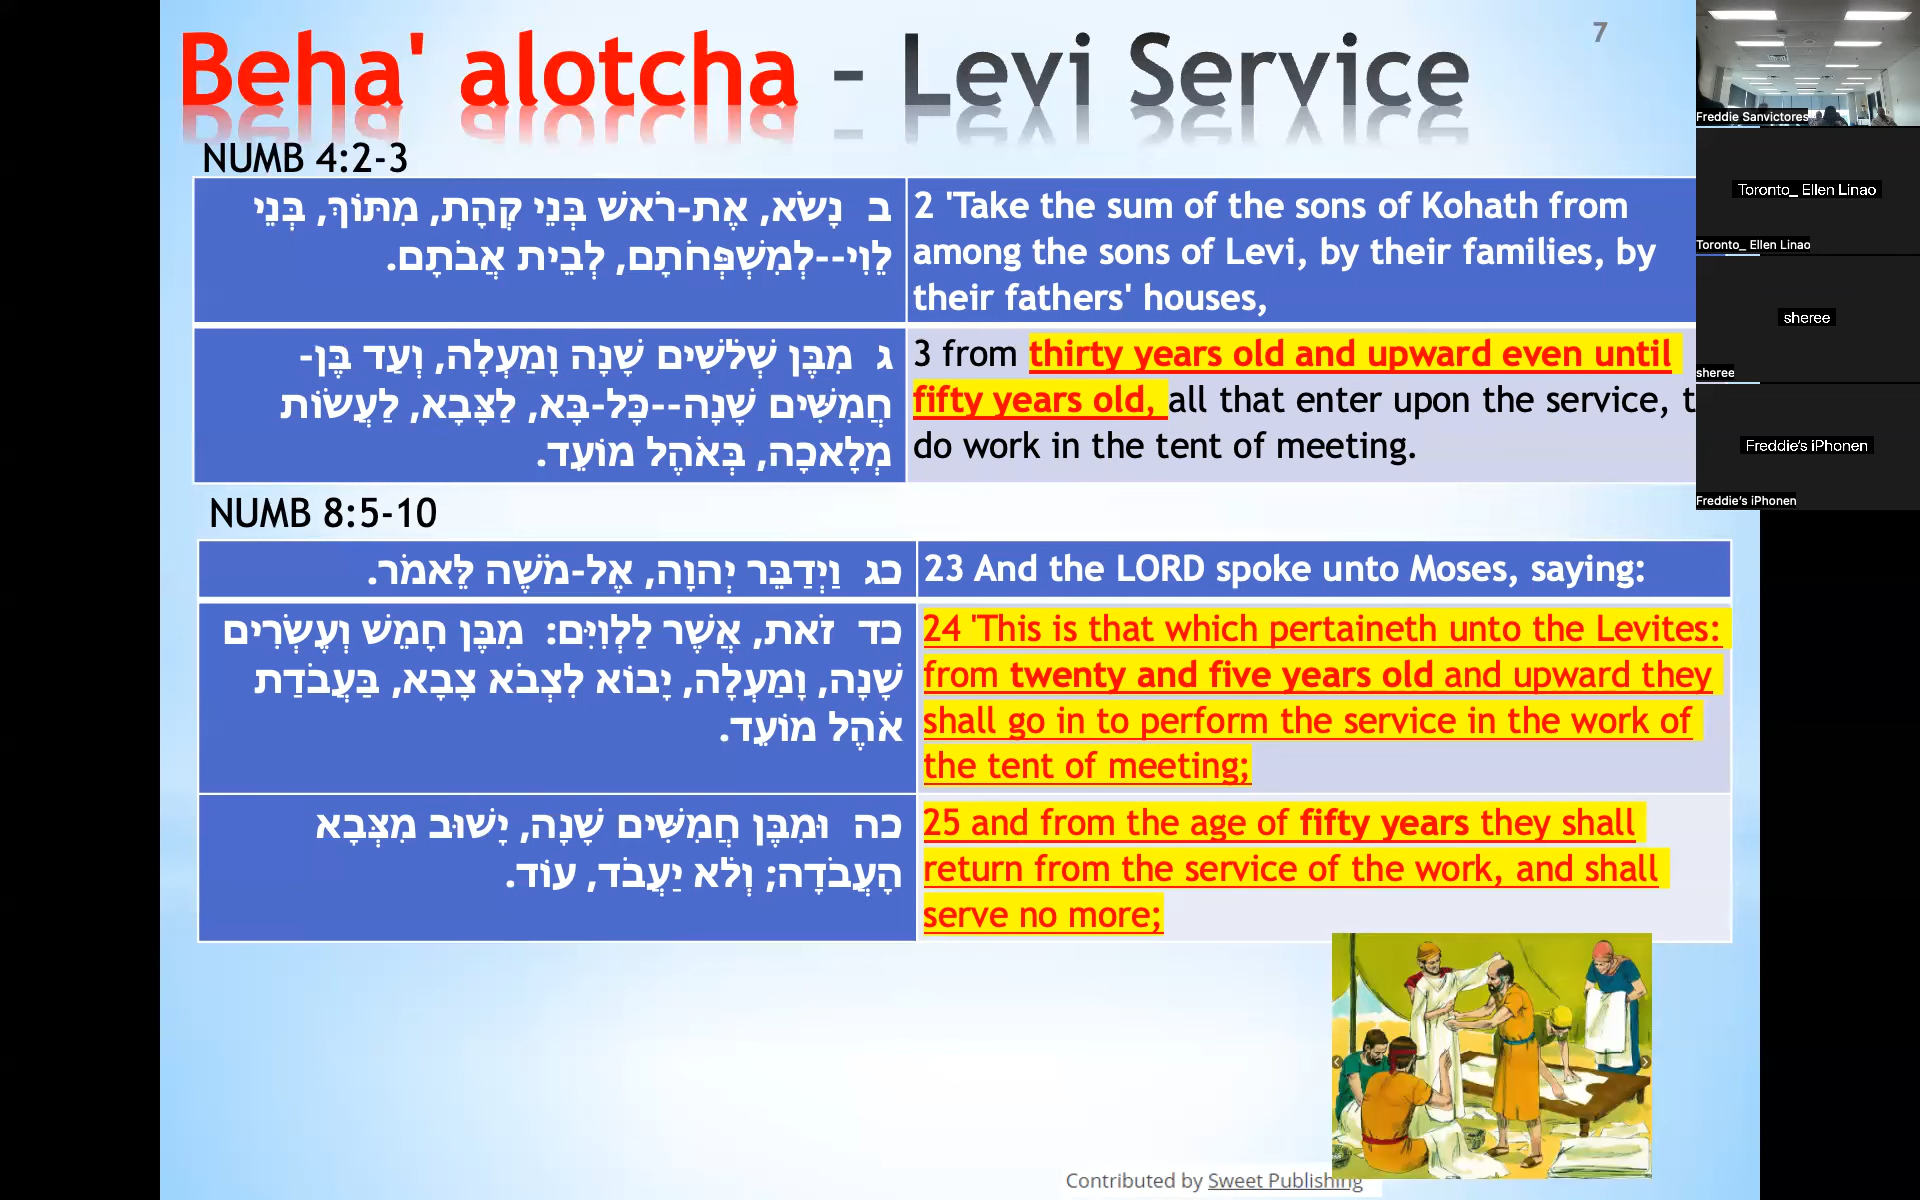 Beha' alotcha - Levi Service
7
NUMB 4:2-3
ב נָשֹׂא, אֶת-רֹאשׁ בְּנֵי קְהָת, מִתּוֹךְ, בְּנֵי
לֵוִי--לְמִשְׁפְּחֹתָם, לְבֵית אֲבֹתָם.
2 'Take the sum of the sons of Kohath from
among the sons of Levi, by their families, by
their fathers' houses,
ג מִבֶּן שְׁלֹשִׁים שָׁנָה וָמַעְלָה, וְעַד בֶּן-
חֲמִשִּׁים שָׁנָה--כָּל-בָּא, לַצָּבָא, לַעֲשׂוֹת
מְלָאכָה, בְּאֹהֶל מוֹעֵד.
3 from thirty years old and upward even until
fifty years old, all that enter upon the service, t
do work in the tent of meeting.
NUMB 8:5-10
כג וַיְדַבֵּר יְהוָה, אֶל-מֹשֶׁה לֵּאמֹר.
23 And the LORD spoke unto Moses, saying:
כד זֹאת, אֲשֶׁר לַלְוִיִּם: מִבֶּן חָמֵשׁ וְעֶשְׂרִים
שָׁנָה, וָמַעְלָה, יָבוֹא לִצְבֹא צָבָא, בַּעֲבֹדַת
אֹהֶל מוֹעֵד.
24 'This is that which pertaineth unto the Levites:
from twenty and five years old and upward they
shall go in to perform the service in the work of
the tent of meeting;
כה וּמִבֶּן חֲמִשִּׁים שָׁנָה, יָשׁוּב מִצְּבָא
הָעֲבֹדָה; וְלֹא יַעֲבֹד, עוֹד.
25 and from the age of fifty years they shall
return from the service of the work, and shall
serve no more;
Contributed by Sweet Publishing
Freddie Sanvictores
Toronto_ Ellen Linao
Toronto_ Ellen Linao
sheree
sheree
Freddie's iPhonen
Freddie's iPhonen